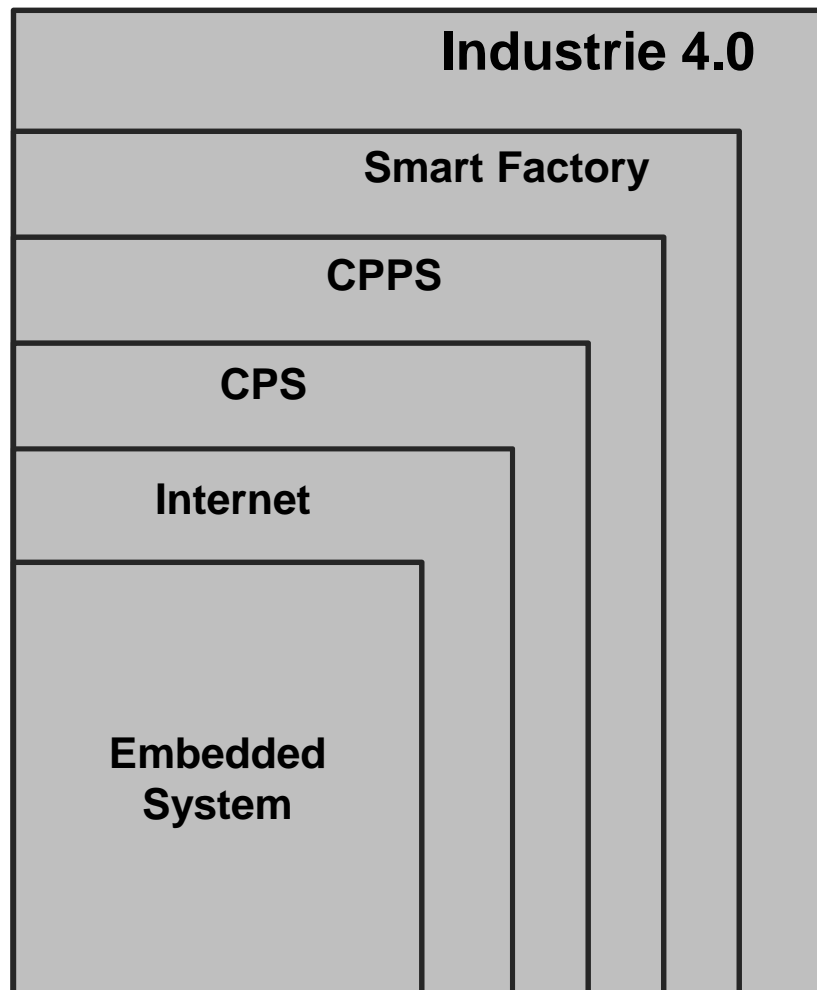 Industrie 4.0
Smart Factory
CPPS
CPS
Internet
Embedded
System